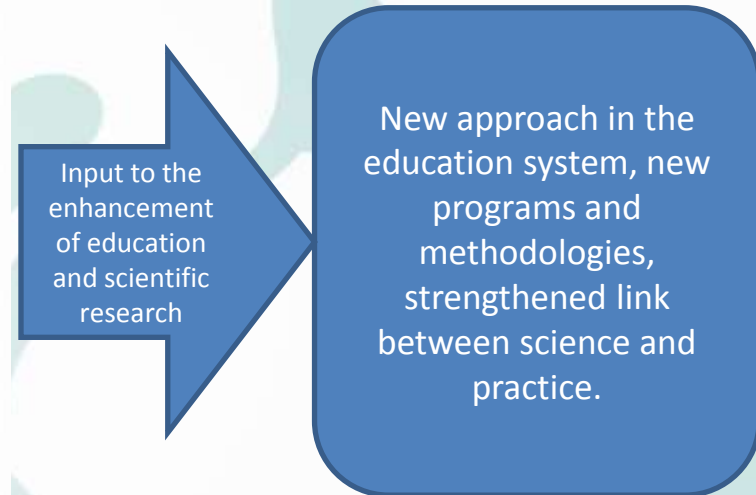 Input to the
enhancement
of education
and scientific
research
New approach in the
education system, new
programs and
methodologies,
strengthened link
between science and
practice.